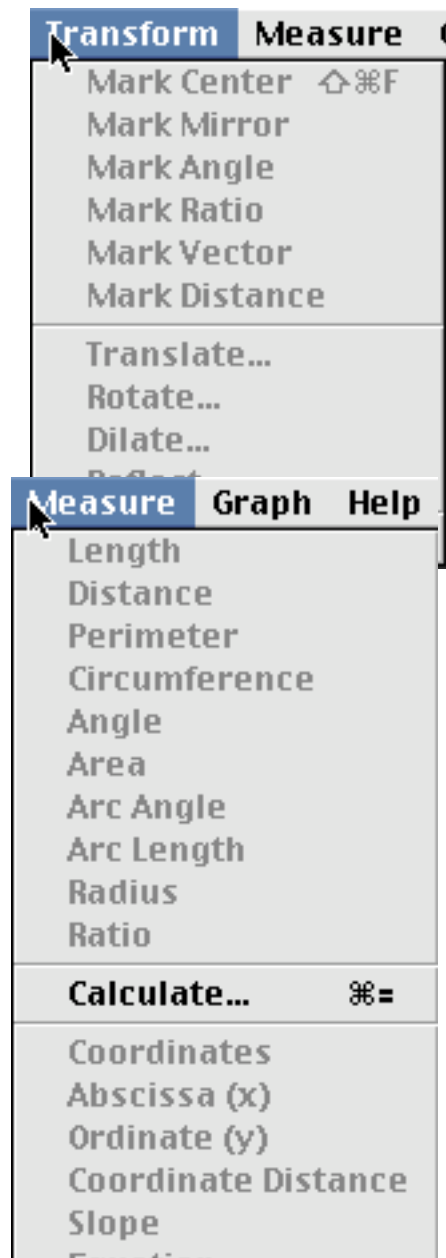 Transform Measure
Mark Center ⇧⌘F
Mark Mirror
Mark Angle
Mark Ratio
Mark Vector
Mark Distance
Translate...
Rotate...
Dilate...
Measure Graph Help
Length
Distance
Perimeter
Circumference
Angle
Area
Arc Angle
Arc Length
Radius
Ratio
Calculate... ⌘=
Coordinates
Abscissa (x)
Ordinate (y)
Coordinate Distance
Slope